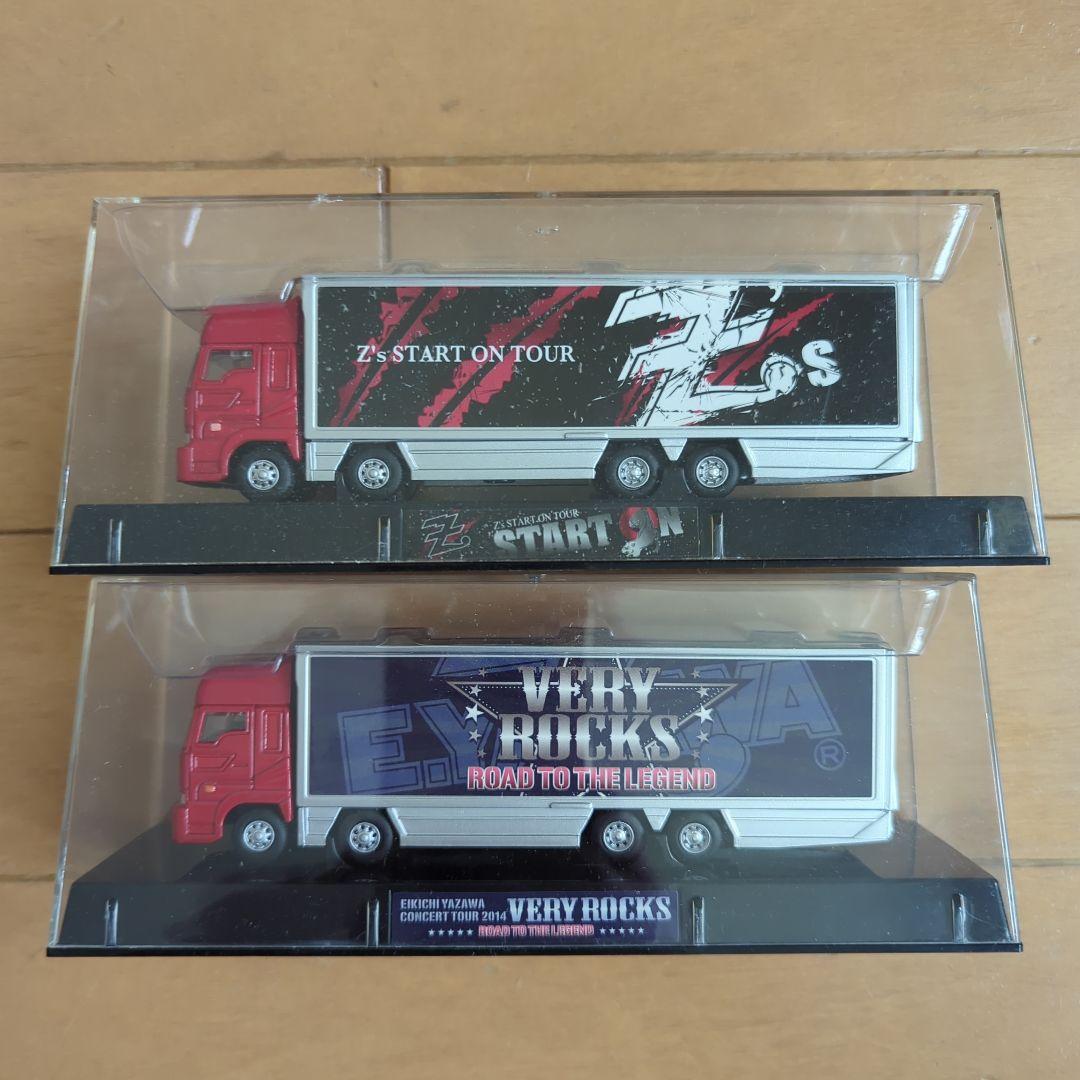 Z's START ON TOUR
Z's
Z
Z's START ON TOUR
START ON
E.YAZAWA ®
VERY
ROCKS
ROAD TO THE LEGEND
EIKICHI YAZAWA
CONCERT TOUR 2014
VERY ROCKS
ROAD TO THE LEGEND